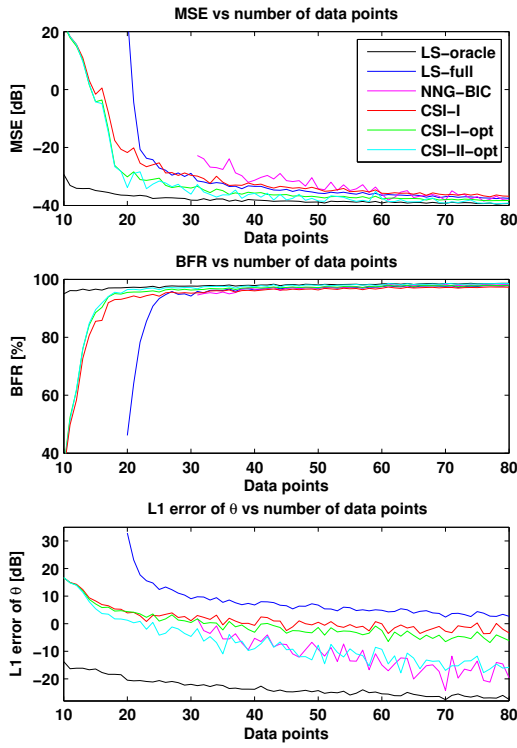 MSE vs number of data points
20
0
−20
−40
MSE [dB]
10 20 30 40 50 60 70 80
Data points
LS−oracle
LS−full
NNG−BIC
CSI−I
CSI−I−opt
CSI−II−opt
BFR vs number of data points
100
80
60
40
BFR [%]
10 20 30 40 50 60 70 80
Data points
L1 error of θ vs number of data points
30
20
10
0
−10
−20
L1 error of θ [dB]
10 20 30 40 50 60 70 80
Data points